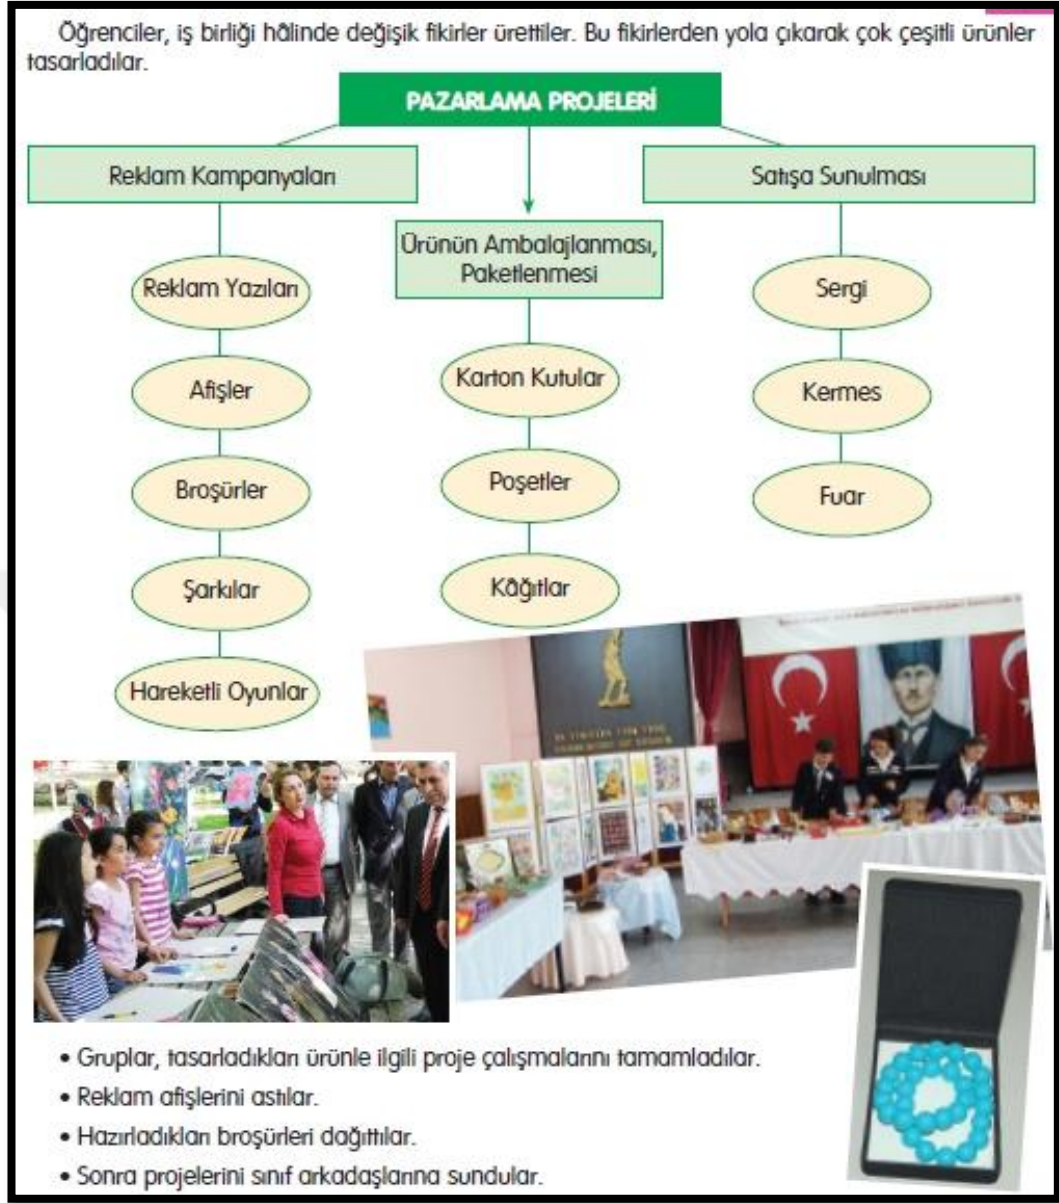 Öğrenciler, iş birliği hâlinde değişik fikirler ürettiler. Bu fikirlerden yola çıkarak çok çeşitli ürünler
tasarladılar.
PAZARLAMA PROJELERİ
Reklam Kampanyaları
Reklam Yazıları
Afişler
Broşürler
Şarkılar
Hareketli Oyunlar
Ürünün Ambalajlanması,
Paketlenmesi
Karton Kutular
Poşetler
Kâğıtlar
Satışa Sunulması
Sergi
Kermes
Fuar
• Gruplar, tasarladıkları ürünle ilgili proje çalışmalarını tamamladılar.
• Reklam afişlerini astılar.
• Hazırladıkları broşürleri dağıttılar.
• Sonra projelerini sınıf arkadaşlarına sundular.